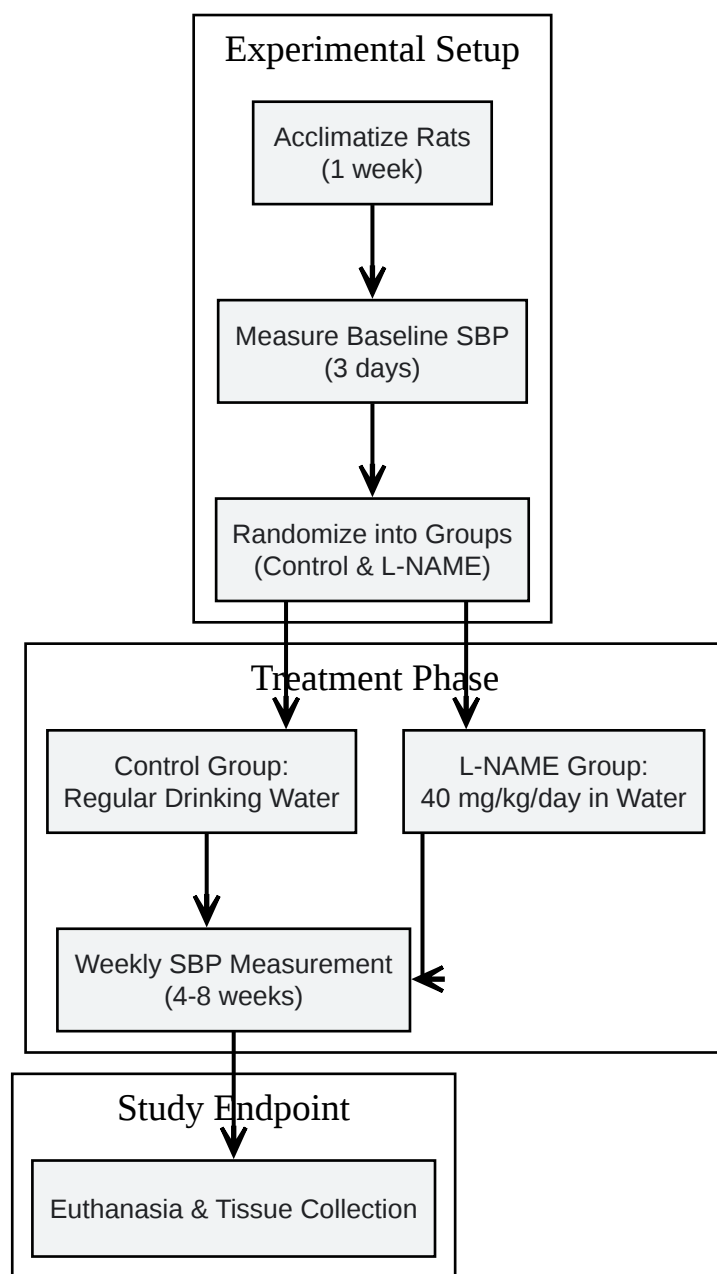 Experimental Setup
Acclimatize Rats
(1 week)
Measure Baseline SBP
(3 days)
Randomize into Groups
(Control & L-NAME)
Treatment Phase
Control Group:
Regular Drinking Water
L-NAME Group:
40 mg/kg/day in Water
Weekly SBP Measurement
(4-8 weeks)
Study Endpoint
Euthanasia & Tissue Collection